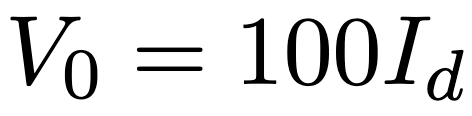 $V_0 = 100I_d$